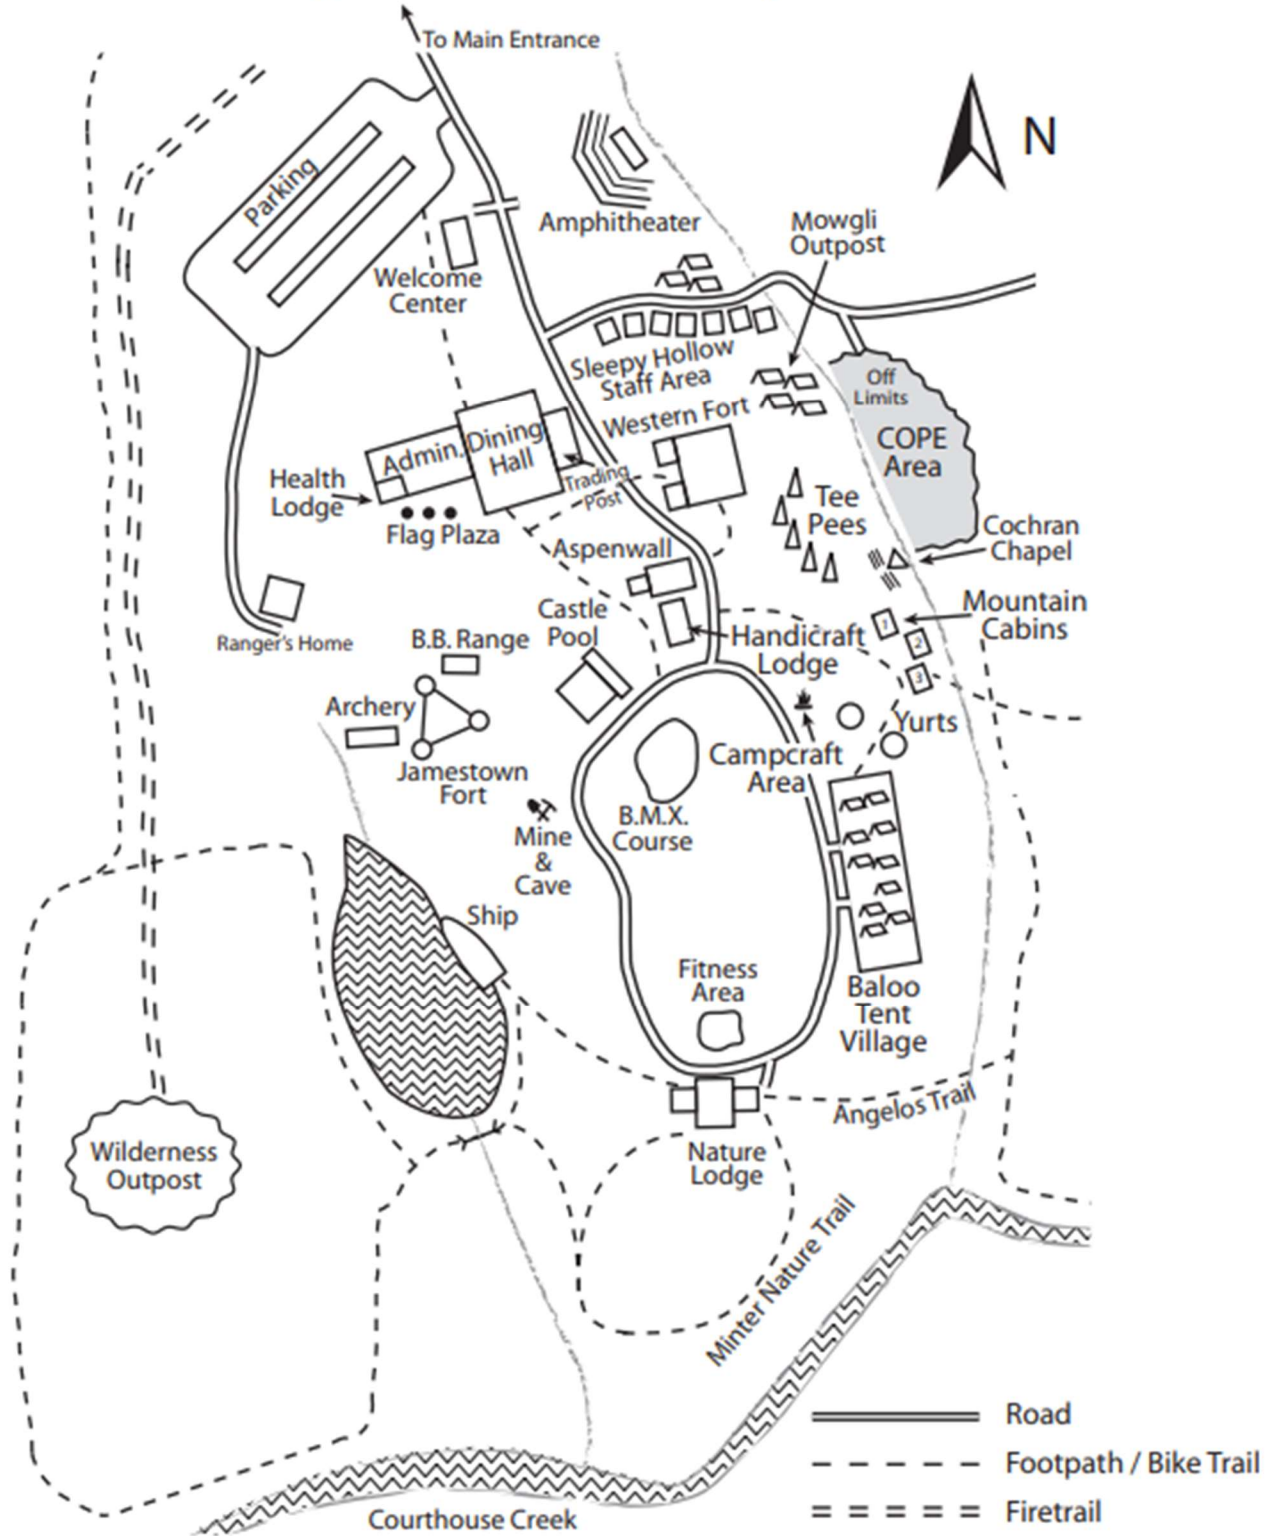 To Main Entrance
N
Parking
Amphitheater
Mowgli
Outpost
Welcome
Center
Sleepy Hollow
Staff Area
Off
Limits
COPE
Area
Western Fort
Admin.
Dining
Hall
Trading
Post
Health
Lodge
Flag Plaza
Tee
Pees
Cochran
Chapel
Aspenwall
Mountain
Cabins
1
2
3
Castle
Pool
Handicraft
Lodge
Ranger's Home
B.B. Range
Archery
Yurts
Campcraft
Area
Jamestown
Fort
B.M.X.
Course
Mine
&
Cave
Ship
Fitness
Area
Baloo
Tent
Village
Angelos Trail
Wilderness
Outpost
Nature
Lodge
Minter Nature Trail
Road
Footpath / Bike Trail
Firetrail
Courthouse Creek